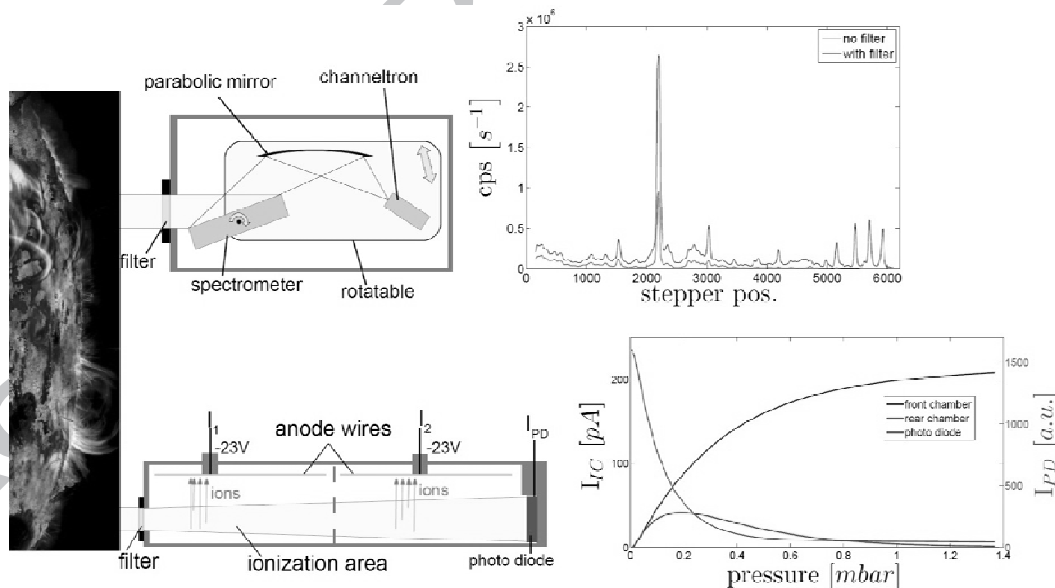 parabolic mirror
channeltron
filter
spectrometer
rotatable
× 10⁶
3
2.5
2
1.5
1
0.5
0
cps [s⁻¹]
no filter
with filter
0 1000 2000 3000 4000 5000 6000
stepper pos.
I₁
-23V
anode wires
I₂
-23V
I_PD
ions
ions
filter
ionization area
photo diode
200
100
0
I_IC [pA]
front chamber
rear chamber
photo diode
1500
1000
500
0
I_PD [a.u.]
0 0.2 0.4 0.6 0.8 1 1.2 1.4
pressure [mbar]